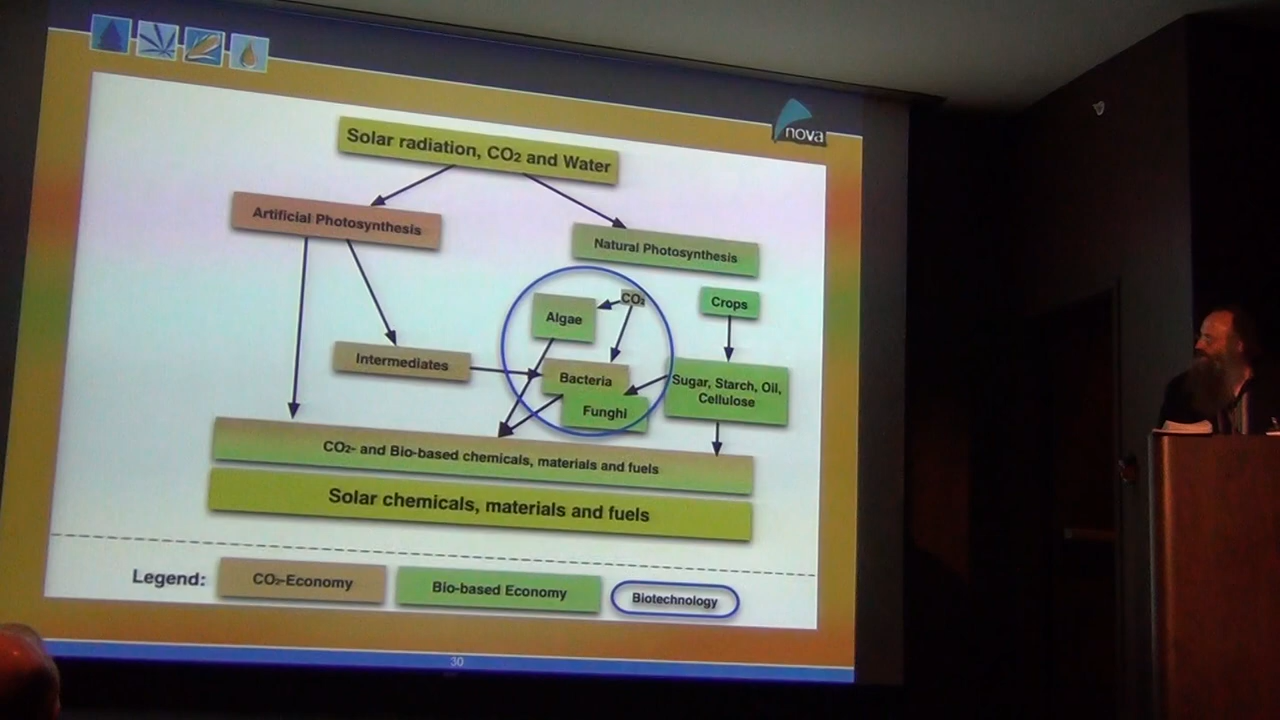 nova
Solar radiation, CO₂ and Water
Artificial Photosynthesis
Natural Photosynthesis
CO₂
Algae
Crops
Intermediates
Bacteria
Sugar, Starch, Oil,
Cellulose
Funghi
CO₂- and Bio-based chemicals, materials and fuels
Solar chemicals, materials and fuels
Legend:
CO₂-Economy
Bio-based Economy
Biotechnology
30